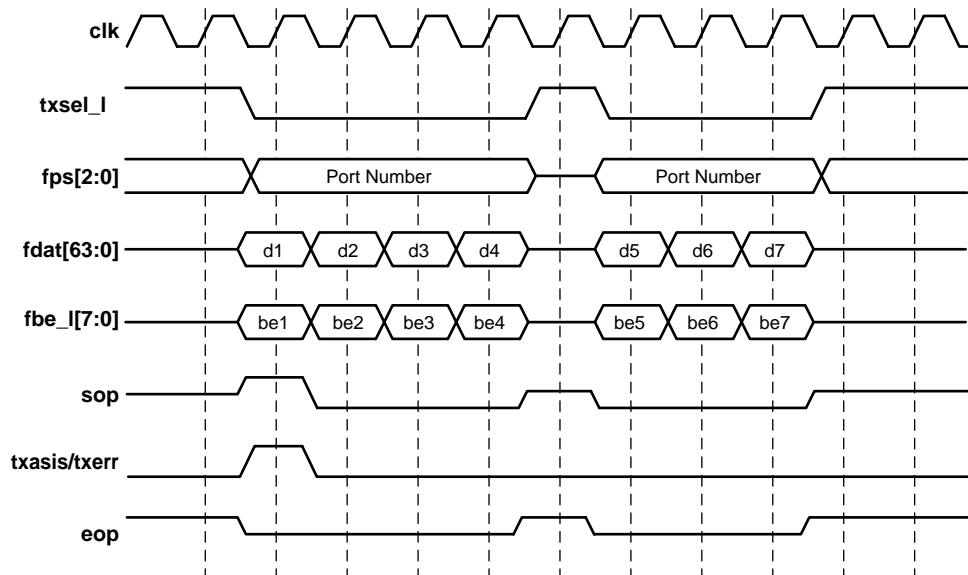 clk
txsel_l
fps[2:0] Port Number Port Number
fdat[63:0] d1 d2 d3 d4 d5 d6 d7
fbe_l[7:0] be1 be2 be3 be4 be5 be6 be7
sop
txasis/txerr
eop